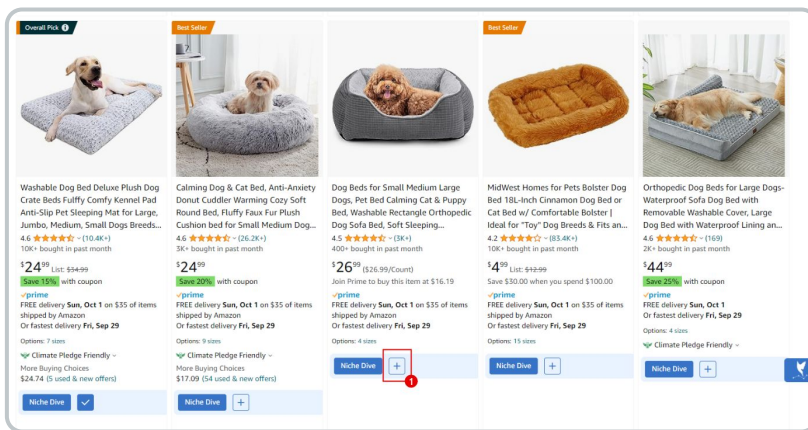 Overall Pick
Washable Dog Bed Deluxe Plush Dog
Crate Beds Fulffy Comfy Kennel Pad
Anti-Slip Pet Sleeping Mat for Large,
Jumbo, Medium, Small Dogs Breeds...
4.6 (10.4K+)
10K+ bought in past month
$24.99 List: $34.99
Save 15% with coupon
prime
FREE delivery Sun, Oct 1 on $35 of items
shipped by Amazon
Or fastest delivery Fri, Sep 29
Options: 7 sizes
Climate Pledge Friendly
More Buying Choices
$24.74 (5 used & new offers)
Niche Dive
Best Seller
Calming Dog & Cat Bed, Anti-Anxiety
Donut Cuddler Warming Cozy Soft
Round Bed, Fluffy Faux Fur Plush
Cushion bed for Small Medium Dog...
4.6 (26.2K+)
3K+ bought in past month
$24.99
Save 20% with coupon
prime
FREE delivery Sun, Oct 1 on $35 of items
shipped by Amazon
Or fastest delivery Fri, Sep 29
Options: 9 sizes
Climate Pledge Friendly
More Buying Choices
$17.09 (54 used & new offers)
Niche Dive +
Dog Beds for Small Medium Large
Dogs, Pet Bed Calming Cat & Puppy
Bed, Washable Rectangle Orthopedic
Dog Sofa Bed, Soft Sleeping...
4.5 (3K+)
400+ bought in past month
$26.99 ($26.99/Count)
Join Prime to buy this item at $16.19
FREE delivery Sun, Oct 1 on $35 of items
shipped by Amazon
Or fastest delivery Fri, Sep 29
Options: 4 sizes
Niche Dive +
1
Best Seller
MidWest Homes for Pets Bolster Dog
Bed 18L-Inch Cinnamon Dog Bed or
Cat Bed w/ Comfortable Bolster |
Ideal for "Toy" Dog Breeds & Fits an...
4.2 (83.4K+)
10K+ bought in past month
$4.99 List: $12.99
Save $30.00 when you spend $100.00
prime
FREE delivery Sun, Oct 1 on $35 of items
shipped by Amazon
Or fastest delivery Fri, Sep 29
Options: 15 sizes
Niche Dive +
Orthopedic Dog Beds for Large Dogs-
Waterproof Sofa Dog Bed with
Removable Washable Cover, Large
Dog Bed with Waterproof Lining an...
4.6 (169)
2K+ bought in past month
$44.99
Save 25% with coupon
prime
FREE delivery Sun, Oct 1
Or fastest delivery Fri, Sep 29
Options: 4 sizes
Climate Pledge Friendly
Niche Dive +